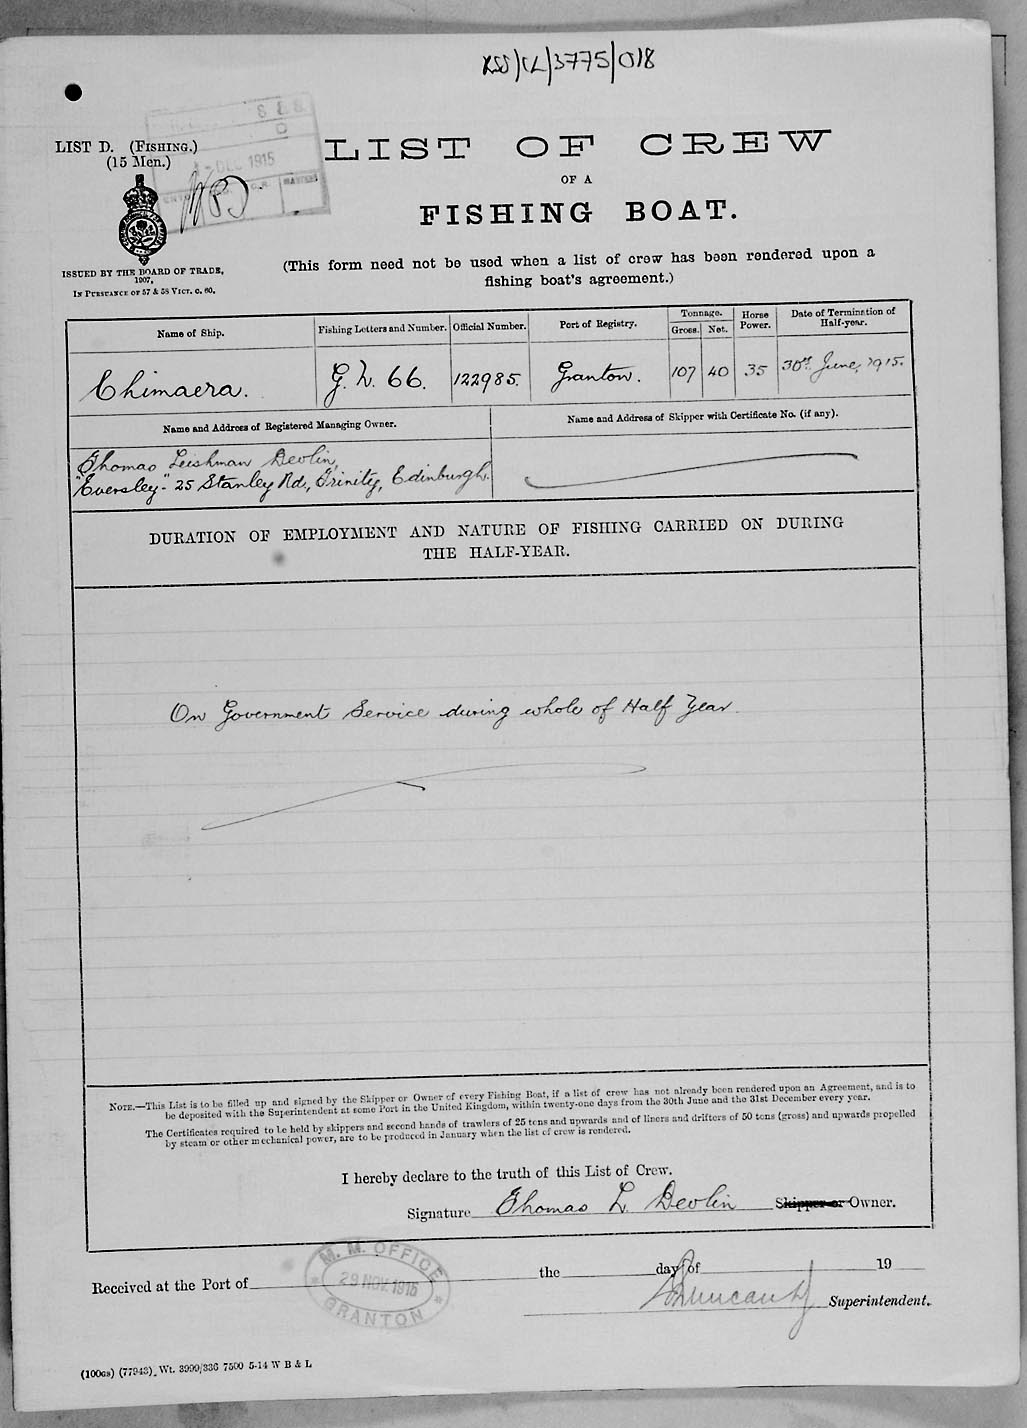 RSS/CL/3775/018
LIST D. (FISHING.)
(15 Men.)
DEC 1915
LIST OF CREW
OF A
FISHING BOAT.
ISSUED BY THE BOARD OF TRADE,
1907,
IN PURSUANCE OF 57 & 58 VICT. C. 60.
(This form need not be used when a list of crew has been rendered upon a
fishing boat's agreement.)
Name of Ship. Fishing Letters and Number. Official Number. Port of Registry. Tonnage. Gross. Net. Horse Power. Date of Termination of Half-year.
Chimaera. G.N. 66. 122985. Granton. 107 40 35 30th June, 1915.
Name and Address of Registered Managing Owner. Name and Address of Skipper with Certificate No. (if any).
Thomas Leishman Devlin,
"Eversley" 25 Stanley Rd., Trinity, Edinburgh.
DURATION OF EMPLOYMENT AND NATURE OF FISHING CARRIED ON DURING
THE HALF-YEAR.
On Government Service during whole of Half Year.
NOTE.—This List is to be filled up and signed by the Skipper or Owner of every Fishing Boat, if a list of crew has not already been rendered upon an Agreement, and is to
be deposited with the Superintendent at some Port in the United Kingdom, within twenty-one days from the 30th June and the 31st December every year.
The Certificates required to be held by skippers and second hands of trawlers of 25 tons and upwards and of liners and drifters of 50 tons (gross) and upwards propelled
by steam or other mechanical power, are to be produced in January when the list of crew is rendered.
I hereby declare to the truth of this List of Crew.
Signature Thomas L. Devlin Skipper or Owner.
M. M. OFFICE
29 NOV. 1915
GRANTON
Received at the Port of the day of 19
Superintendent.
(100GS) (77943). Wt. 3999/336 7500 5-14 W B & L